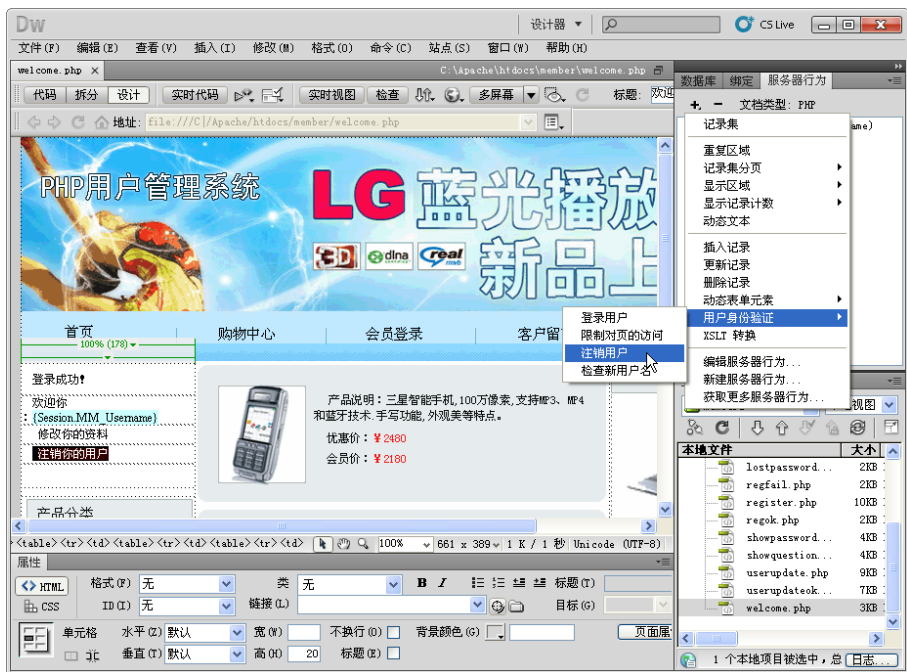 Dw 设计器 CS Live
文件(F) 编辑(E) 查看(V) 插入(I) 修改(M) 格式(O) 命令(C) 站点(S) 窗口(W) 帮助(H)
welcome.php C:\Apache\htdocs\member\welcome.php
代码 拆分 设计 实时代码 实时视图 检查 多屏幕 标题: 欢迎
地址: file:///C|/Apache/htdocs/member/welcome.php
PHP用户管理系统
LG 蓝光播放
3D dlna real
新品上
首页 购物中心 会员登录 客户留
100% (178)
登录成功!
欢迎你
{Session.MM_Username}
修改你的资料
注销你的用户
产品说明:三星智能手机,100万像素,支持MP3、MP4
和蓝牙技术.手写功能,外观美等特点。
优惠价:￥2480
会员价:￥2180
产品分类
<table> <tr> <td> <table> <tr> <td> <table> <tr> <td> 100% 661 x 389 1 K / 1 秒 Unicode (UTF-8)
属性
HTML 格式(F) 无 类 无 B I 标题(T)
CSS ID(I) 无 链接(L) 目标(G)
单元格 水平(Z) 默认 宽(W) 不换行(O) 背景颜色(G) 页面属
垂直(T) 默认 高(H) 20 标题(E)
数据库 绑定 服务器行为
文档类型: PHP
ame)
记录集
重复区域
记录集分页
显示区域
显示记录计数
动态文本
插入记录
更新记录
删除记录
动态表单元素
用户身份验证
XSLT 转换
编辑服务器行为...
新建服务器行为...
获取更多服务器行为...
登录用户
限制对页的访问
注销用户
检查新用户名
视图
本地文件 大小
lostpassword... 2KB
regfail.php 2KB
register.php 10KB
regok.php 2KB
showpassword... 4KB
showquestion... 4KB
userupdate.php 9KB
userupdateok... 7KB
welcome.php 3KB
1 个本地项目被选中,总 日志...